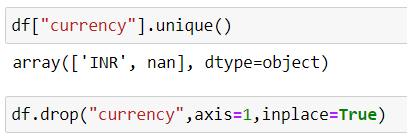 df["currency"].unique()
array(['INR', nan], dtype=object)
df.drop("currency",axis=1,inplace=True)